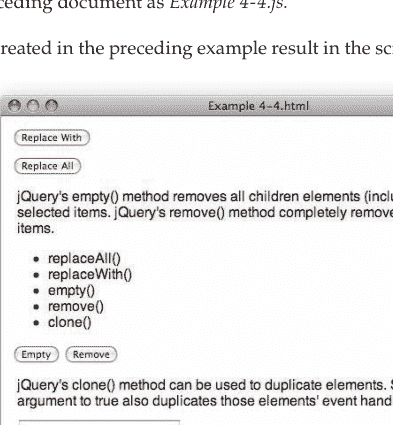 ceding document as Example 4-4.js.
reated in the preceding example result in the sc
Example 4-4.html
Replace With
Replace All
jQuery's empty() method removes all children elements (incl
selected items. jQuery's remove() method completely remove
items.
• replaceAll()
• replaceWith()
• empty()
• remove()
• clone()
Empty Remove
jQuery's clone() method can be used to duplicate elements. S
argument to true also duplicates those elements' event hand